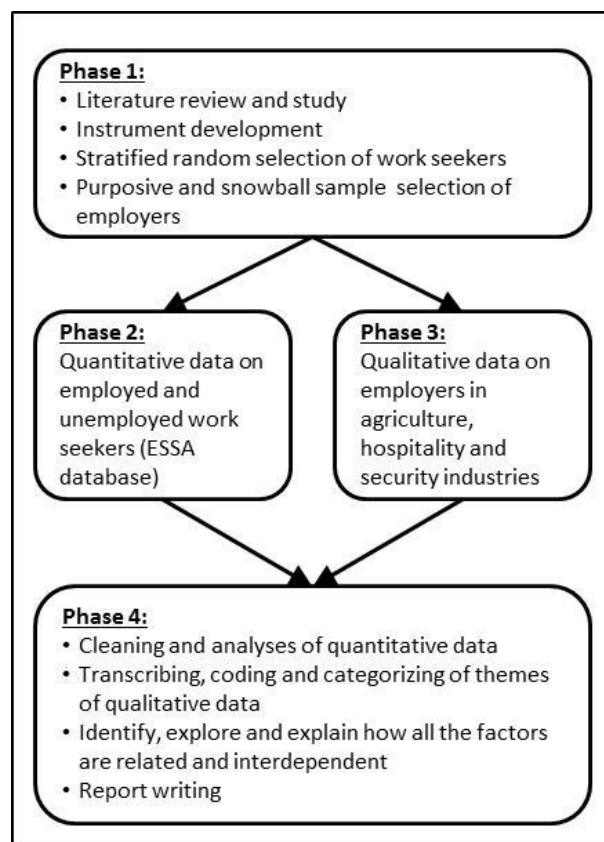 Phase 1:
• Literature review and study
• Instrument development
• Stratified random selection of work seekers
• Purposive and snowball sample selection of
employers
Phase 2:
Quantitative data on
employed and
unemployed work
seekers (ESSA
database)
Phase 3:
Qualitative data on
employers in
agriculture,
hospitality and
security industries
Phase 4:
• Cleaning and analyses of quantitative data
• Transcribing, coding and categorizing of themes
of qualitative data
• Identify, explore and explain how all the factors
are related and interdependent
• Report writing